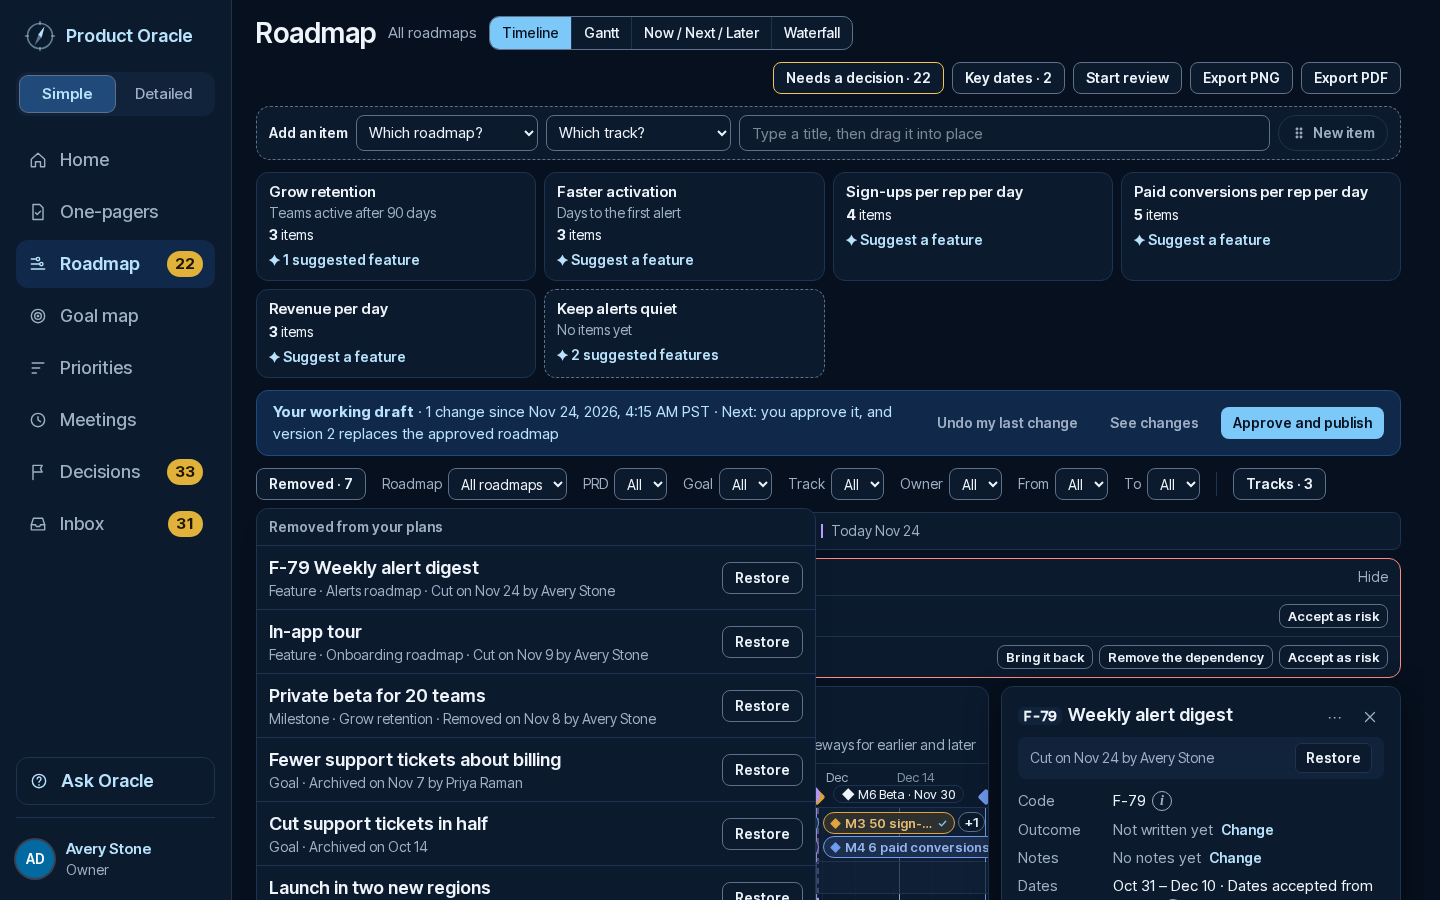 Product Oracle
Simple
Detailed
Home
One-pagers
Roadmap
22
Goal map
Priorities
Meetings
Decisions
33
Inbox
31
Ask Oracle
AD
Avery Stone
Owner
Roadmap
All roadmaps
Timeline
Gantt
Now / Next / Later
Waterfall
Needs a decision · 22
Key dates · 2
Start review
Export PNG
Export PDF
Add an item
Which roadmap?
Which track?
Type a title, then drag it into place
New item
Grow retention
Teams active after 90 days
3 items
1 suggested feature
Faster activation
Days to the first alert
3 items
Suggest a feature
Sign-ups per rep per day
4 items
Suggest a feature
Paid conversions per rep per day
5 items
Suggest a feature
Revenue per day
3 items
Suggest a feature
Keep alerts quiet
No items yet
2 suggested features
Your working draft · 1 change since Nov 24, 2026, 4:15 AM PST · Next: you approve it, and
version 2 replaces the approved roadmap
Undo my last change
See changes
Approve and publish
Removed · 7
Roadmap
All roadmaps
PRD
All
Goal
All
Track
All
Owner
All
From
All
To
All
Tracks · 3
Removed from your plans
F-79 Weekly alert digest
Feature · Alerts roadmap · Cut on Nov 24 by Avery Stone
Restore
In-app tour
Feature · Onboarding roadmap · Cut on Nov 9 by Avery Stone
Restore
Private beta for 20 teams
Milestone · Grow retention · Removed on Nov 8 by Avery Stone
Restore
Fewer support tickets about billing
Goal · Archived on Nov 7 by Priya Raman
Restore
Cut support tickets in half
Goal · Archived on Oct 14
Restore
Launch in two new regions
Restore
Today Nov 24
Hide
Accept as risk
Bring it back
Remove the dependency
Accept as risk
eways for earlier and later
Dec
Dec 14
M6 Beta · Nov 30
M3 50 sign-...
+1
M4 6 paid conversions
F-79 Weekly alert digest
...
Cut on Nov 24 by Avery Stone
Restore
Code
F-79
i
Outcome
Not written yet
Change
Notes
No notes yet
Change
Dates
Oct 31 – Dec 10 · Dates accepted from